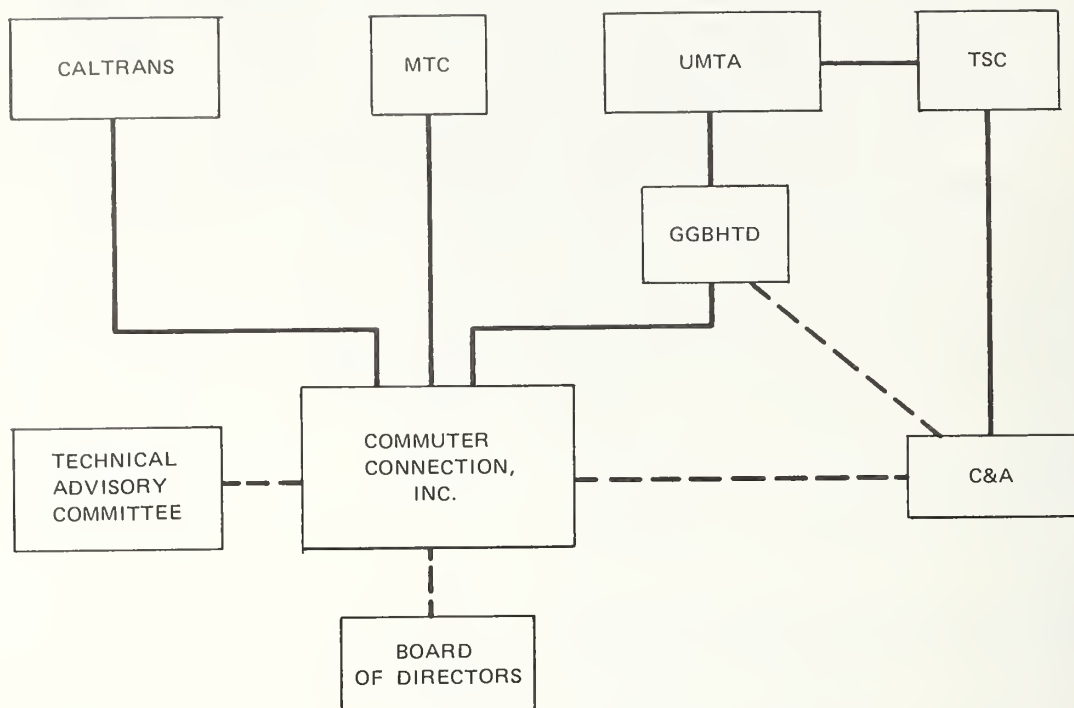 CALTRANS
MTC
UMTA
TSC
GGBHTD
TECHNICAL
ADVISORY
COMMITTEE
COMMUTER
CONNECTION,
INC.
C&A
BOARD
OF DIRECTORS